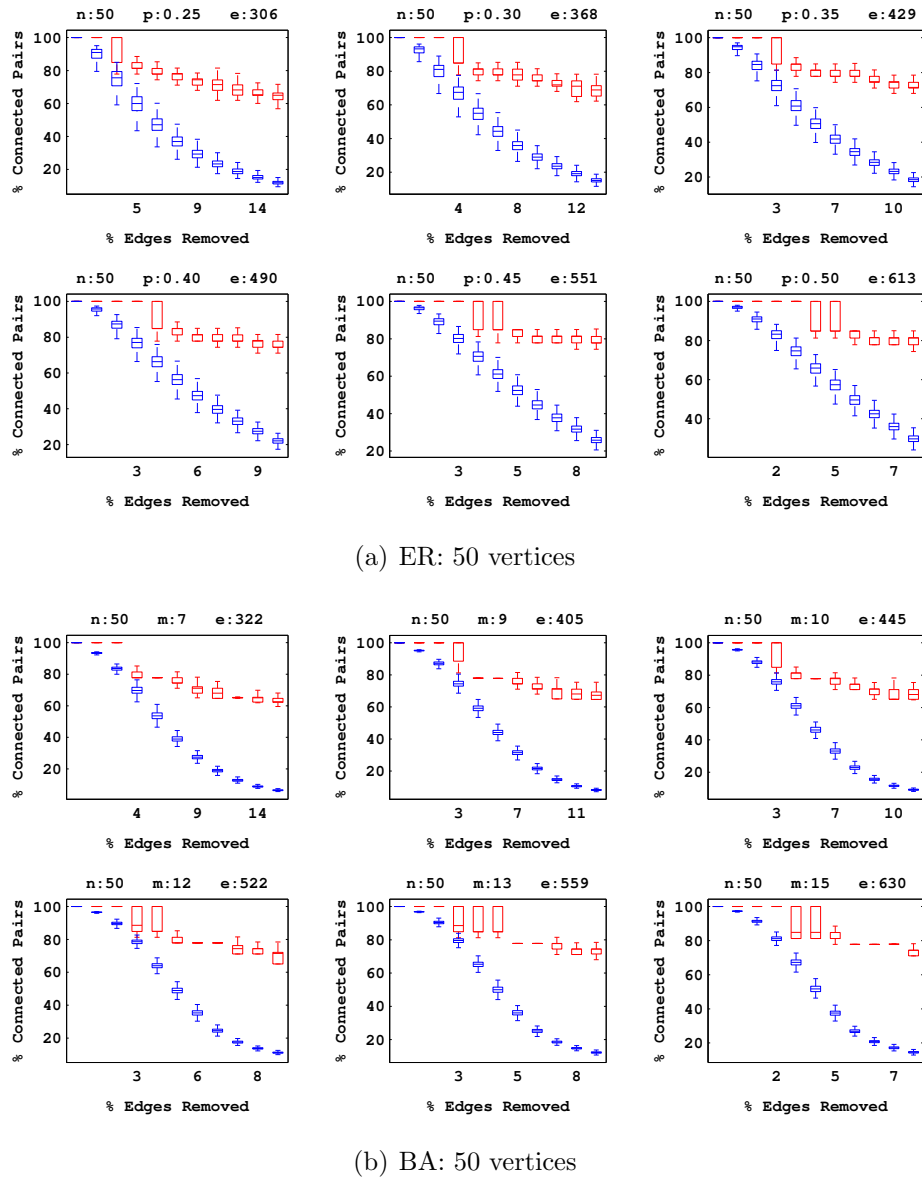 n:50 p:0.25 e:306
n:50 p:0.30 e:368
n:50 p:0.35 e:429
% Connected Pairs
100
80
60
40
20
5 9 14
% Edges Removed
% Connected Pairs
100
80
60
40
20
4 8 12
% Edges Removed
% Connected Pairs
100
80
60
40
20
3 7 10
% Edges Removed
n:50 p:0.40 e:490
n:50 p:0.45 e:551
n:50 p:0.50 e:613
% Connected Pairs
100
80
60
40
20
3 6 9
% Edges Removed
% Connected Pairs
100
80
60
40
20
3 5 8
% Edges Removed
% Connected Pairs
100
80
60
40
2 5 7
% Edges Removed
(a) ER: 50 vertices
n:50 m:7 e:322
n:50 m:9 e:405
n:50 m:10 e:445
% Connected Pairs
100
80
60
40
20
4 9 14
% Edges Removed
% Connected Pairs
100
80
60
40
20
3 7 11
% Edges Removed
% Connected Pairs
100
80
60
40
20
3 7 10
% Edges Removed
n:50 m:12 e:522
n:50 m:13 e:559
n:50 m:15 e:630
% Connected Pairs
100
80
60
40
20
3 6 8
% Edges Removed
% Connected Pairs
100
80
60
40
20
3 5 8
% Edges Removed
% Connected Pairs
100
80
60
40
20
2 5 7
% Edges Removed
(b) BA: 50 vertices